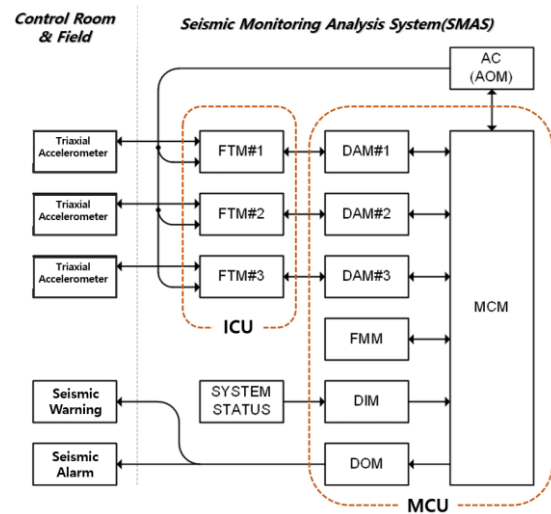 Control Room
& Field
Seismic Monitoring Analysis System(SMAS)
AC
(AOM)
Triaxial
Accelerometer
FTM#1
DAM#1
Triaxial
Accelerometer
FTM#2
DAM#2
Triaxial
Accelerometer
FTM#3
DAM#3
MCM
ICU
FMM
Seismic
Warning
SYSTEM
STATUS
DIM
Seismic
Alarm
DOM
MCU